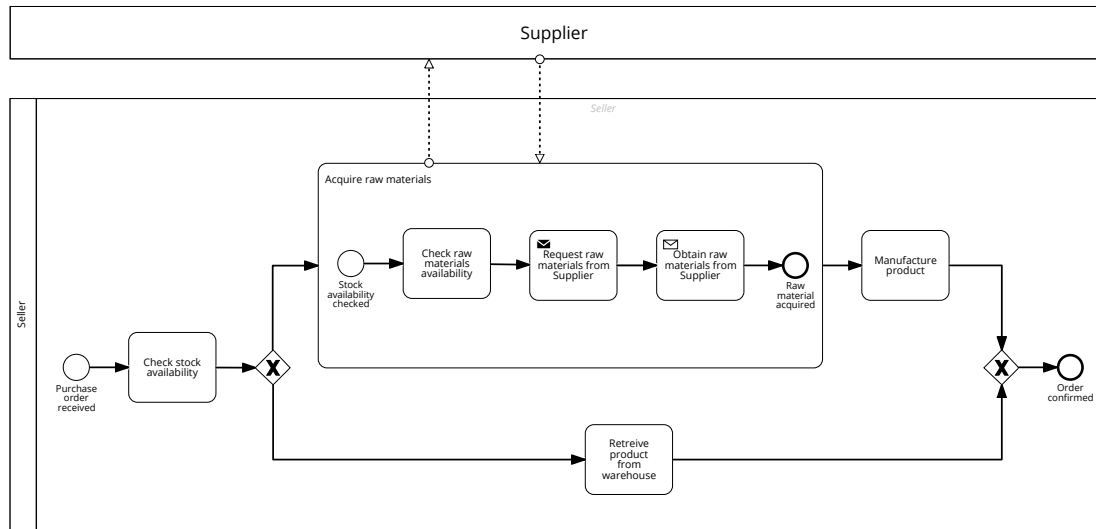 Supplier
Seller
Seller
Acquire raw materials
Check raw
materials
availability
Request raw
materials from
Supplier
Obtain raw
materials from
Supplier
Manufacture
product
Stock
availability
checked
Raw
material
acquired
Check stock
availability
Purchase
order
received
Order
confirmed
Retreive
product
from
warehouse